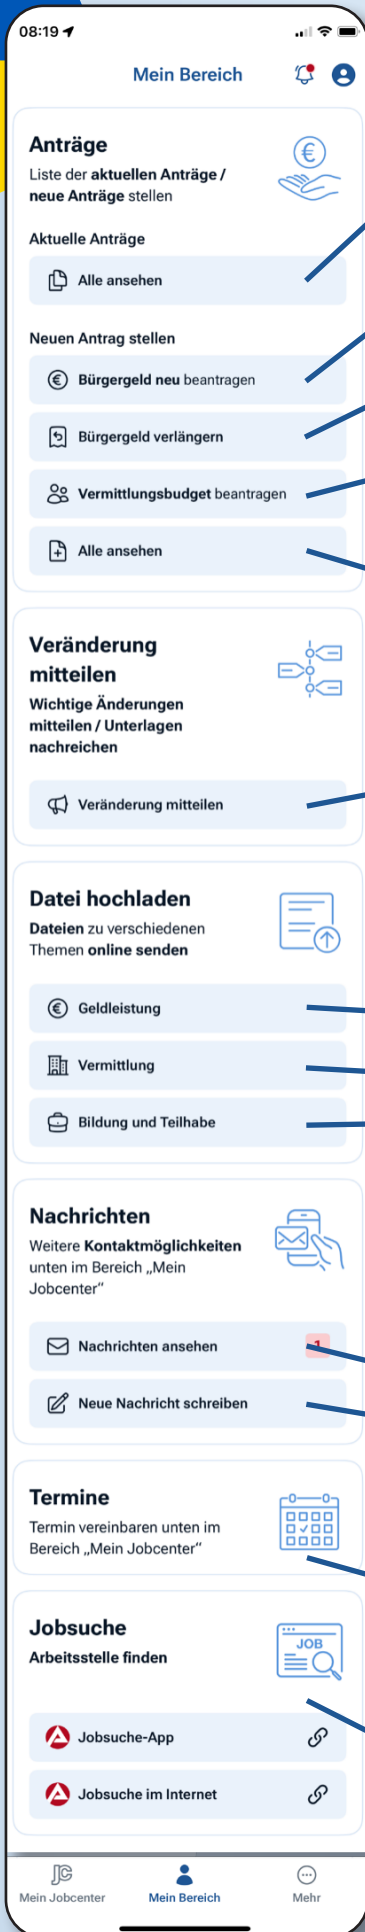 08:19
Mein Bereich
Anträge
Liste der aktuellen Anträge /
neue Anträge stellen
Aktuelle Anträge
Alle ansehen
Neuen Antrag stellen
Bürgergeld neu beantragen
Bürgergeld verlängern
Vermittlungsbudget beantragen
Alle ansehen
Veränderung
mitteilen
Wichtige Änderungen
mitteilen / Unterlagen
nachreichen
Veränderung mitteilen
Datei hochladen
Dateien zu verschiedenen
Themen online senden
Geldleistung
Vermittlung
Bildung und Teilhabe
Nachrichten
Weitere Kontaktmöglichkeiten
unten im Bereich „Mein
Jobcenter“
Nachrichten ansehen 1
Neue Nachricht schreiben
Termine
Termin vereinbaren unten im
Bereich „Mein Jobcenter“
Jobsuche
Arbeitsstelle finden
JOB
Jobsuche-App
Jobsuche im Internet
JC
Mein Jobcenter Mein Bereich Mehr